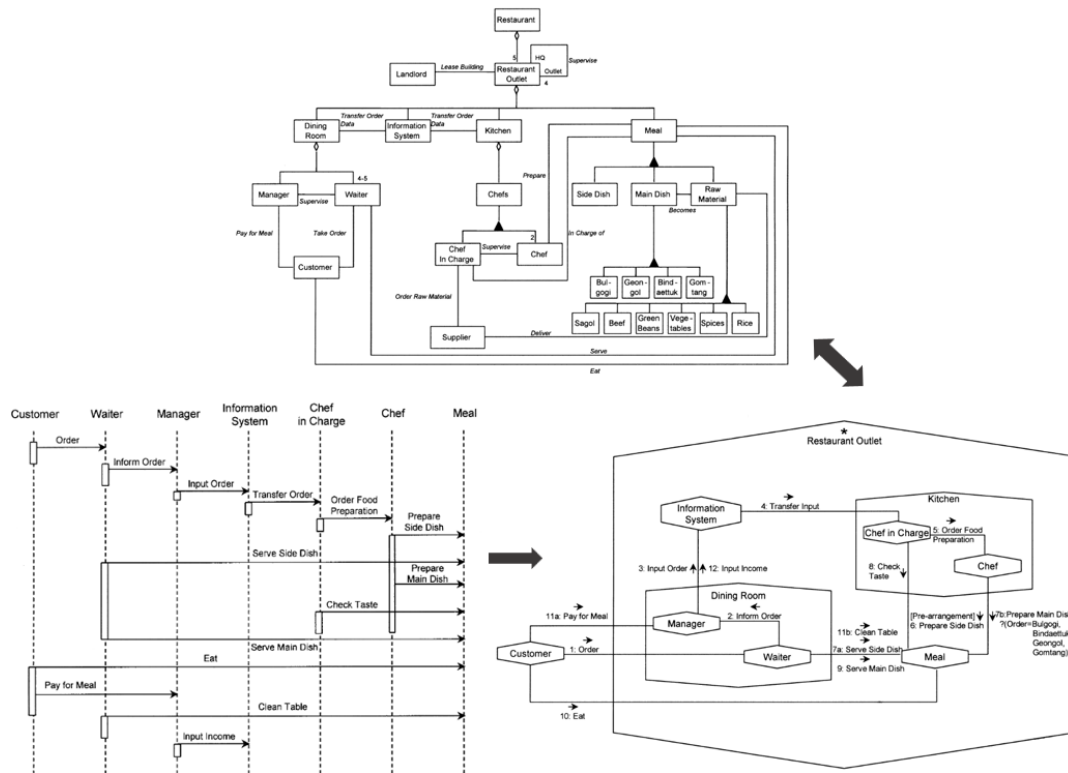 Restaurant
5
HQ
Supervise
Landlord
Lease Building
Restaurant
Outlet
Outlet
4
Dining
Room
Transfer Order
Data
Information
System
Transfer Order
Data
Kitchen
Meal
Prepare
4-5
Manager
Supervise
Waiter
Chefs
Side Dish
Main Dish
Raw
Material
Becomes
Pay for Meal
Take Order
2
In Charge of
Chef
In Charge
Supervise
Chef
Customer
Bul-
gogi
Geon-
gol
Bind-
aettuk
Gom-
tang
Order Raw Material
Sagol
Beef
Green
Beans
Vege-
tables
Spices
Rice
Supplier
Deliver
Serve
Eat
Customer
Waiter
Manager
Information
System
Chef
in Charge
Chef
Meal
Order
Inform Order
Input Order
Transfer Order
Order Food
Preparation
Prepare
Side Dish
Serve Side Dish
Prepare
Main Dish
Check Taste
Serve Main Dish
Eat
Pay for Meal
Clean Table
Input Income
*
Restaurant Outlet
Information
System
4: Transfer Input
Kitchen
Chef in Charge
5: Order Food
Preparation
Chef
8: Check
Taste
3: Input Order
12: Input Income
Dining Room
11a: Pay for Meal
Manager
2: Inform Order
[Pre-arrangement]
6: Prepare Side Dish
7b:Prepare Main Dis
?[Order=Bulgogi,
Bindaettuk
Geongol,
Gomtang]
11b: Clean Table
Customer
1: Order
Waiter
7a: Serve Side Dish
9: Serve Main Dish
Meal
10: Eat